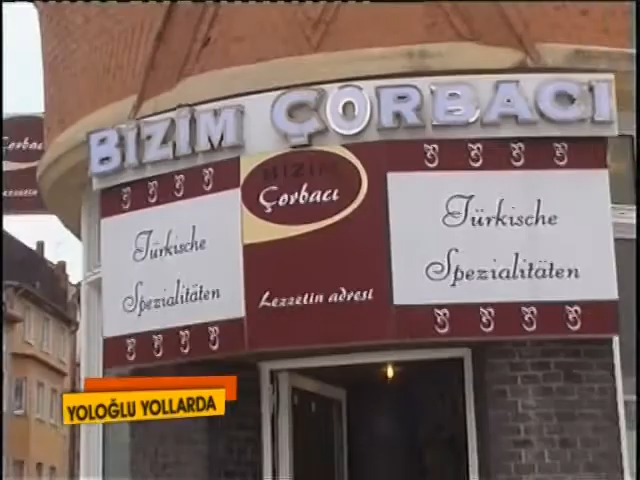 BİZİM ÇORBACI
BİZİM
Çorbacı
Türkische
Spezialitäten
Türkische
Spezialitäten
Lezzetin adresi
YOLOĞLU YOLLARDA